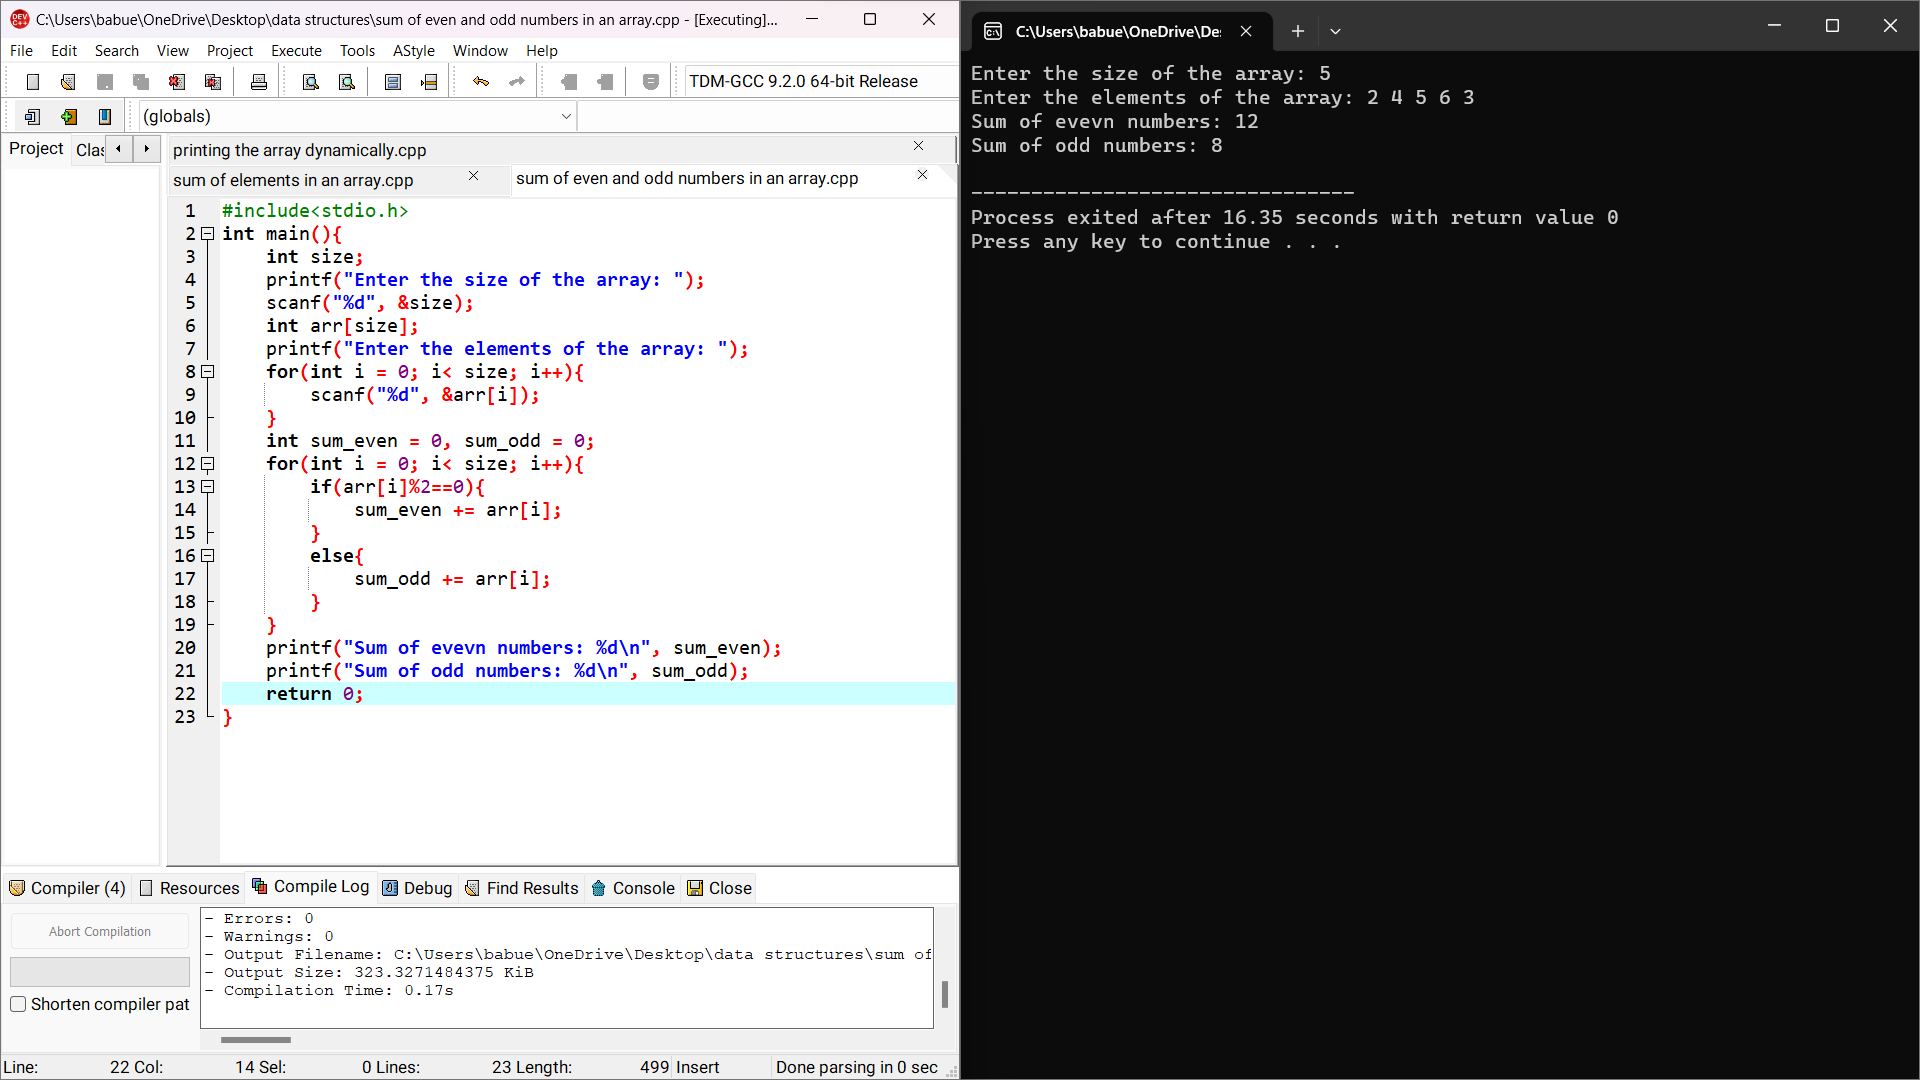 C:\Users\babue\OneDrive\Desktop\data structures\sum of even and odd numbers in an array.cpp - [Executing]...
File Edit Search View Project Execute Tools AStyle Window Help
TDM-GCC 9.2.0 64-bit Release
(globals)
Project Clas
printing the array dynamically.cpp
sum of elements in an array.cpp
sum of even and odd numbers in an array.cpp
1 #include<stdio.h>
2 int main(){
3 int size;
4 printf("Enter the size of the array: ");
5 scanf("%d", &size);
6 int arr[size];
7 printf("Enter the elements of the array: ");
8 for(int i = 0; i< size; i++){
9 scanf("%d", &arr[i]);
10 }
11 int sum_even = 0, sum_odd = 0;
12 for(int i = 0; i< size; i++){
13 if(arr[i]%2==0){
14 sum_even += arr[i];
15 }
16 else{
17 sum_odd += arr[i];
18 }
19 }
20 printf("Sum of evevn numbers: %d\n", sum_even);
21 printf("Sum of odd numbers: %d\n", sum_odd);
22 return 0;
23 }
Compiler (4) Resources Compile Log Debug Find Results Console Close
Abort Compilation
Shorten compiler pat
- Errors: 0
- Warnings: 0
- Output Filename: C:\Users\babue\OneDrive\Desktop\data structures\sum of
- Output Size: 323.3271484375 KiB
- Compilation Time: 0.17s
Line: 22 Col: 14 Sel: 0 Lines: 23 Length: 499 Insert Done parsing in 0 sec
C:\Users\babue\OneDrive\De
Enter the size of the array: 5
Enter the elements of the array: 2 4 5 6 3
Sum of evevn numbers: 12
Sum of odd numbers: 8
--------------------------------
Process exited after 16.35 seconds with return value 0
Press any key to continue . . .